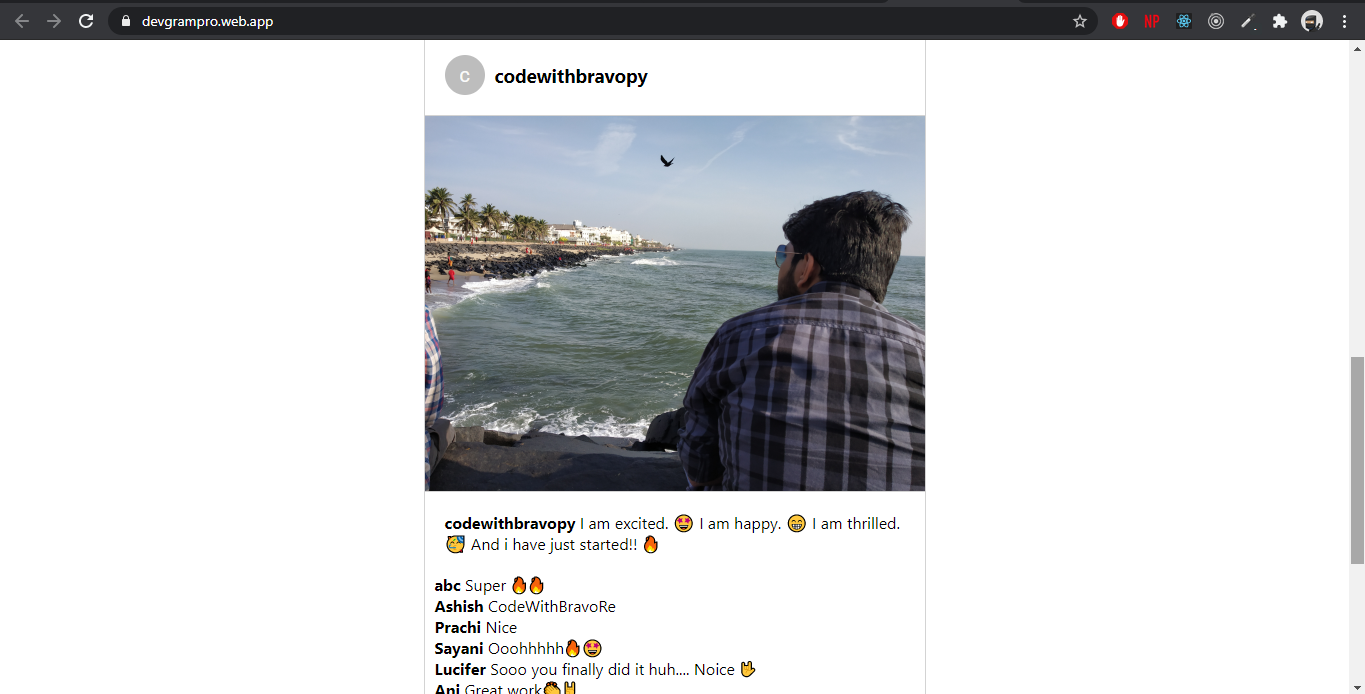 devgrampro.web.app
NP
C
codewithbravopy
codewithbravopy I am excited. 🤩 I am happy. 😁 I am thrilled.
🥳 And i have just started!! 🔥
abc Super 🔥🔥
Ashish CodeWithBravoRe
Prachi Nice
Sayani Ooohhhhh🔥🤩
Lucifer Sooo you finally did it huh.... Noice 🤟
Ani Great work👏🤘